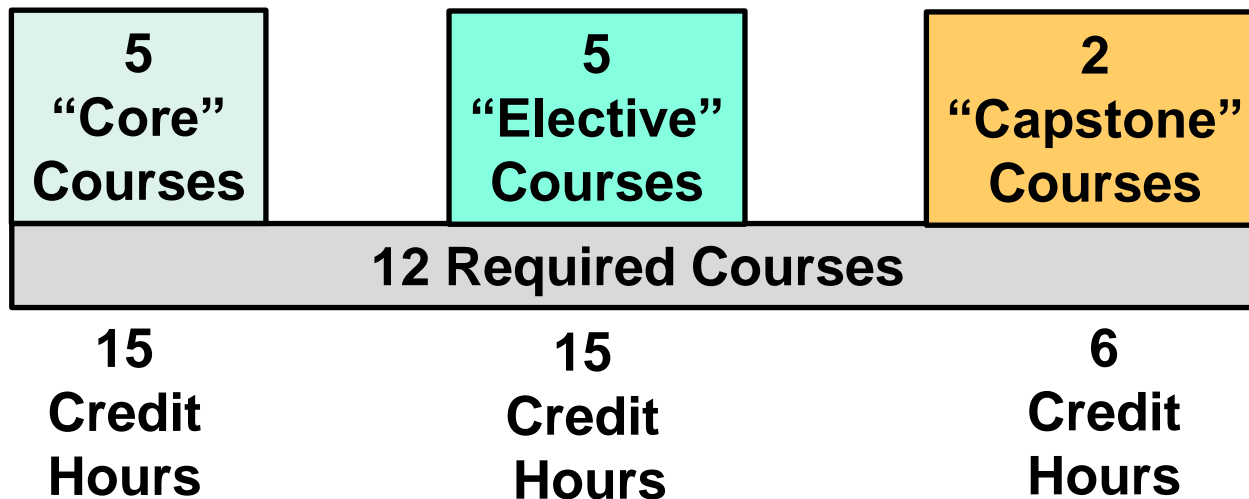 5
“Core”
Courses
5
“Elective”
Courses
2
“Capstone”
Courses
12 Required Courses
15
Credit
Hours
15
Credit
Hours
6
Credit
Hours